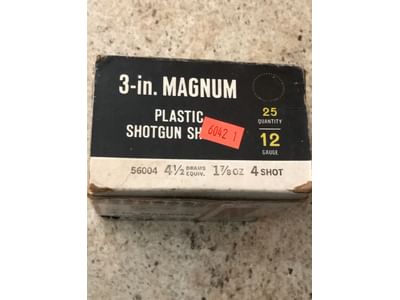 3-in. MAGNUM
PLASTIC
SHOTGUN SH
6042 1
25
QUANTITY
12
GAUGE
56004 4½ DRAMS EQUIV. 1⅞ OZ 4 SHOT